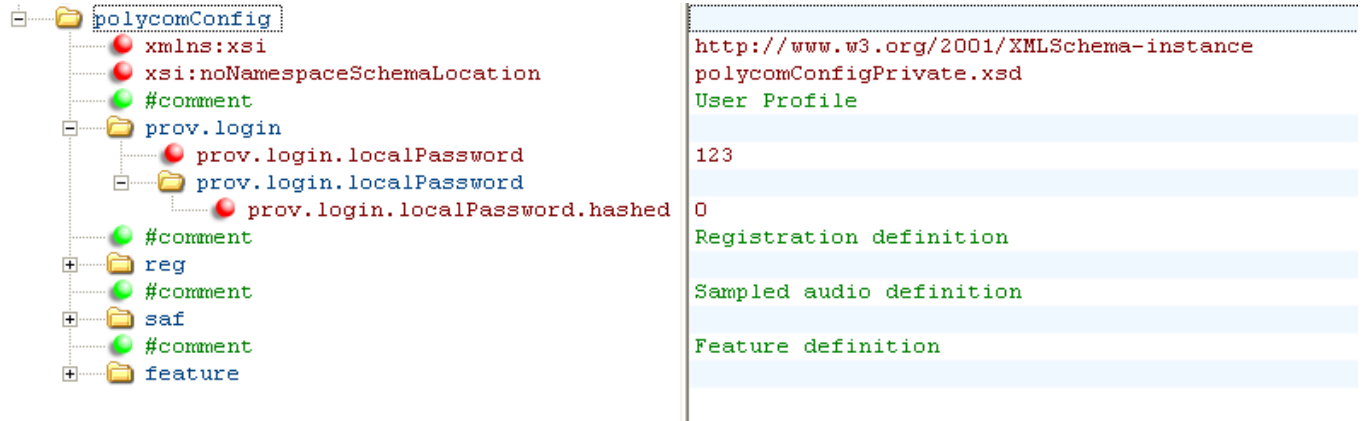 polycomConfig
xmlns:xsi http://www.w3.org/2001/XMLSchema-instance
xsi:noNamespaceSchemaLocation polycomConfigPrivate.xsd
#comment User Profile
prov.login
prov.login.localPassword 123
prov.login.localPassword
prov.login.localPassword.hashed 0
#comment Registration definition
reg
#comment Sampled audio definition
saf
#comment Feature definition
feature